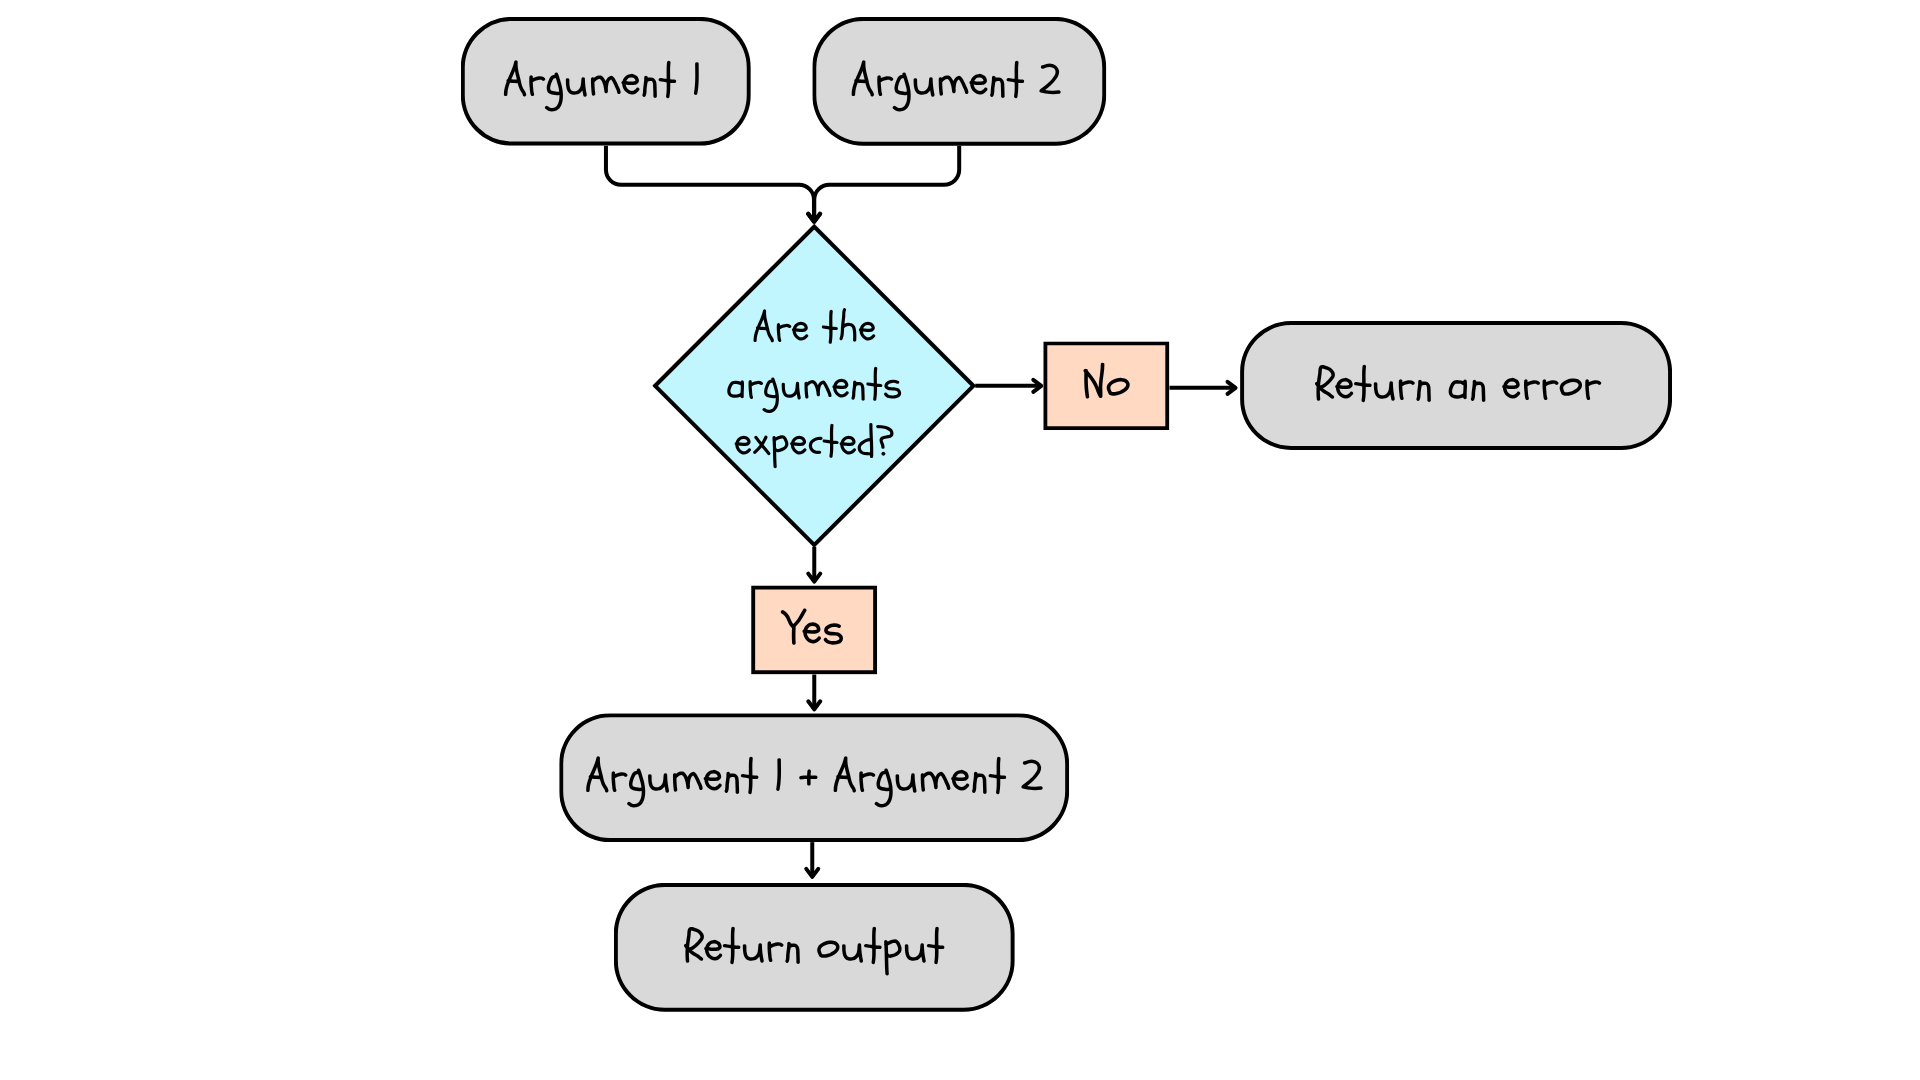 Argument 1
Argument 2
Are the
arguments
expected?
No
Return an error
Yes
Argument 1 + Argument 2
Return output